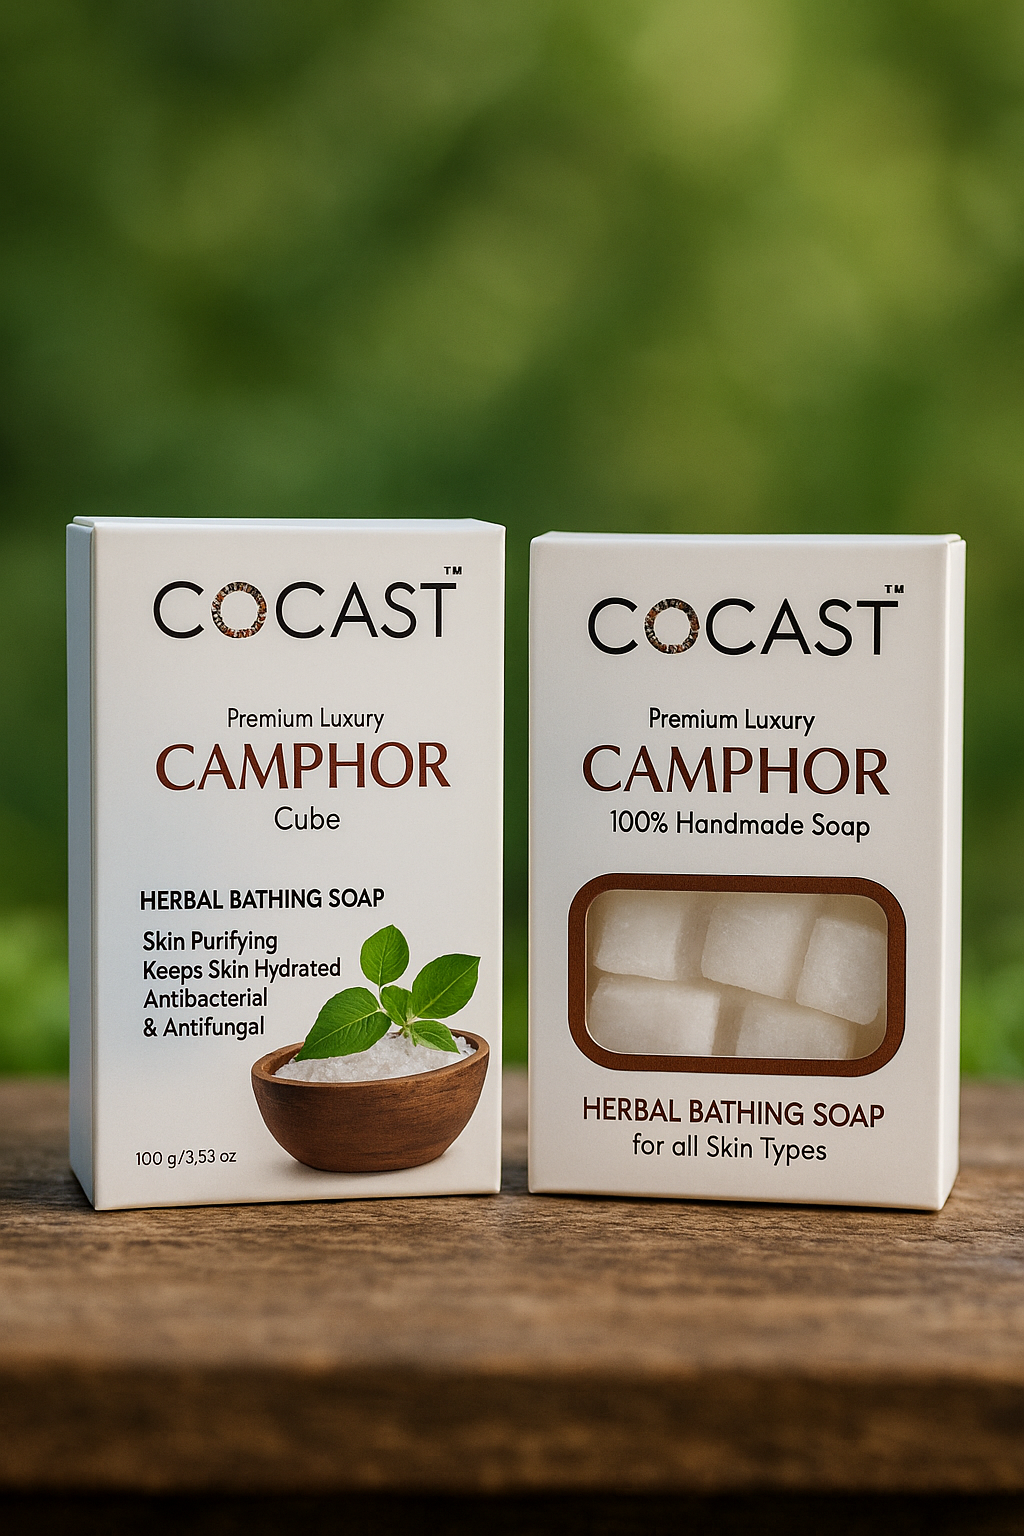 COCAST™
Premium Luxury
CAMPHOR
Cube
HERBAL BATHING SOAP
Skin Purifying
Keeps Skin Hydrated
Antibacterial
& Antifungal
100 g/3,53 oz
COCAST™
Premium Luxury
CAMPHOR
100% Handmade Soap
HERBAL BATHING SOAP
for all Skin Types